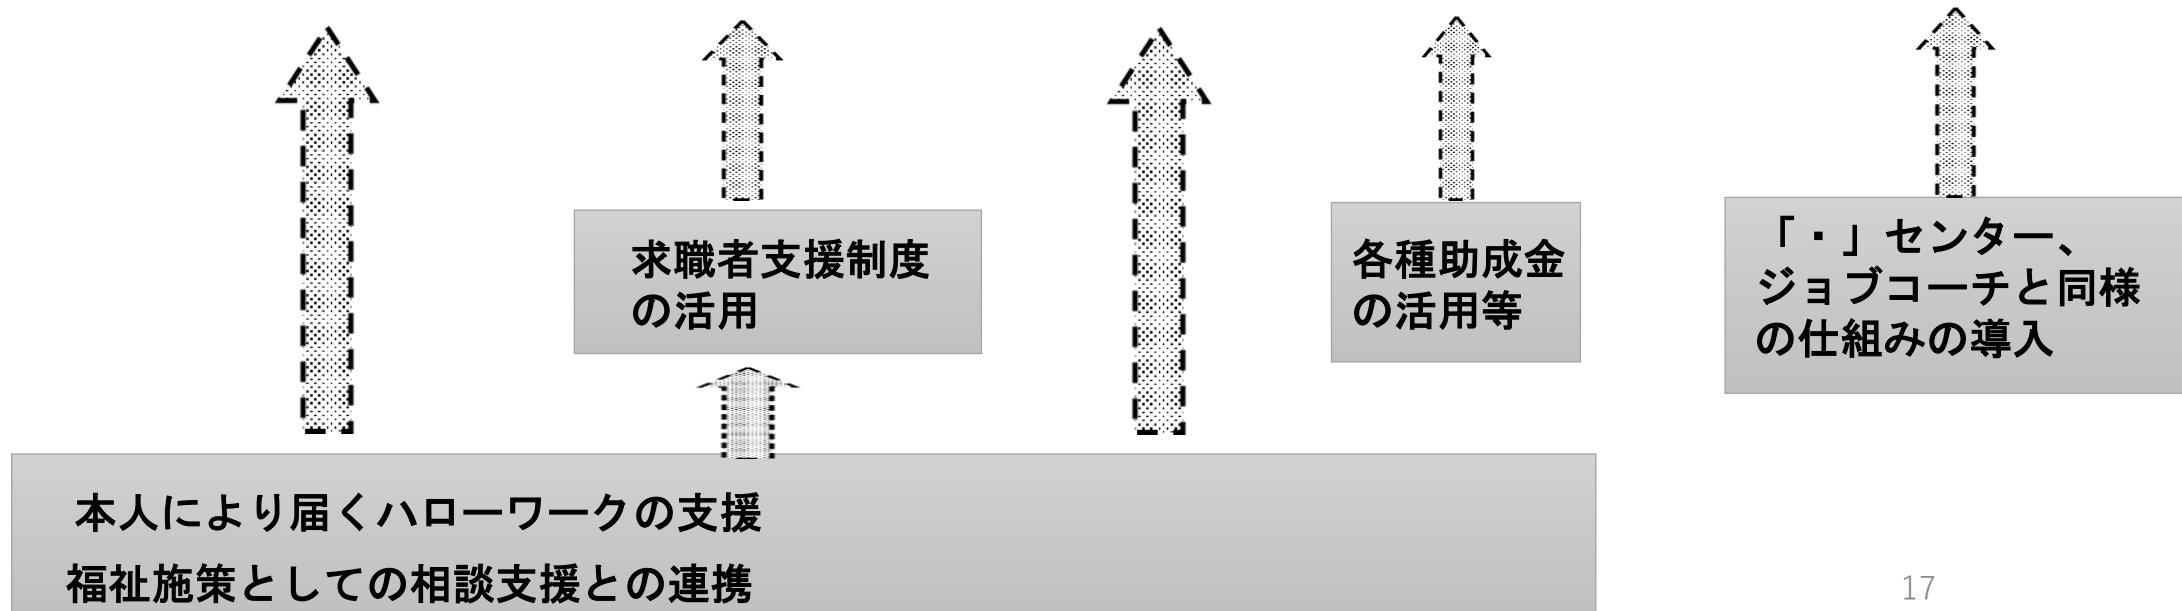 求職者支援制度
の活用
各種助成金
の活用等
「・」センター、
ジョブコーチと同様
の仕組みの導入
本人により届くハローワークの支援
福祉施策としての相談支援との連携
17